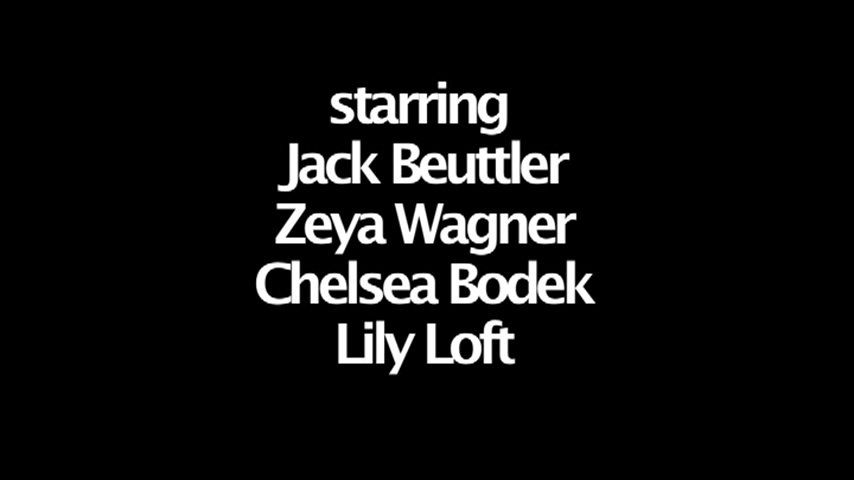 starring
Jack Beuttler
Zeya Wagner
Chelsea Bodek
Lily Loft